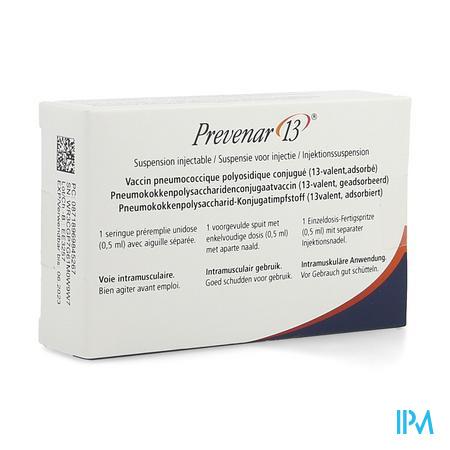 Prevenar 13®
Suspension injectable / Suspensie voor injectie / Injektionssuspension
Vaccin pneumococcique polyosidique conjugué (13-valent,adsorbé)
Pneumokokkenpolysaccharidenconjugaatvaccin (13-valent, geadsorbeerd)
Pneumokokkenpolysaccharid-Konjugatimpfstoff (13-valent, adsorbiert)
1 seringue préremplie unidose
(0,5 ml) avec aiguille séparée.
1 voorgevulde spuit met
enkelvoudige dosis (0,5 ml)
met aparte naald.
1 Einzeldosis-Fertigspritze
(0,5 ml) mit separater
Injektionsnadel.
Voie intramusculaire.
Bien agiter avant emploi.
Intramusculair gebruik.
Goed schudden voor gebruik.
Intramuskuläre Anwendung.
Vor Gebrauch gut schütteln.
06 2023
IPM